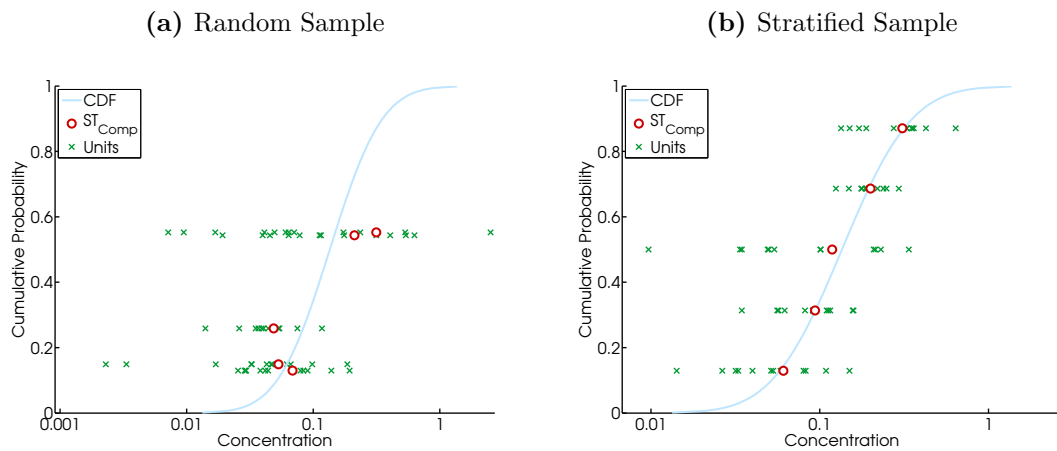 (a) Random Sample
1
0.8
0.6
0.4
0.2
0
Cumulative Probability
CDF
ST_Comp
Units
0.001
0.01
0.1
1
Concentration
(b) Stratified Sample
1
0.8
0.6
0.4
0.2
0
Cumulative Probability
CDF
ST_Comp
Units
0.01
0.1
1
Concentration